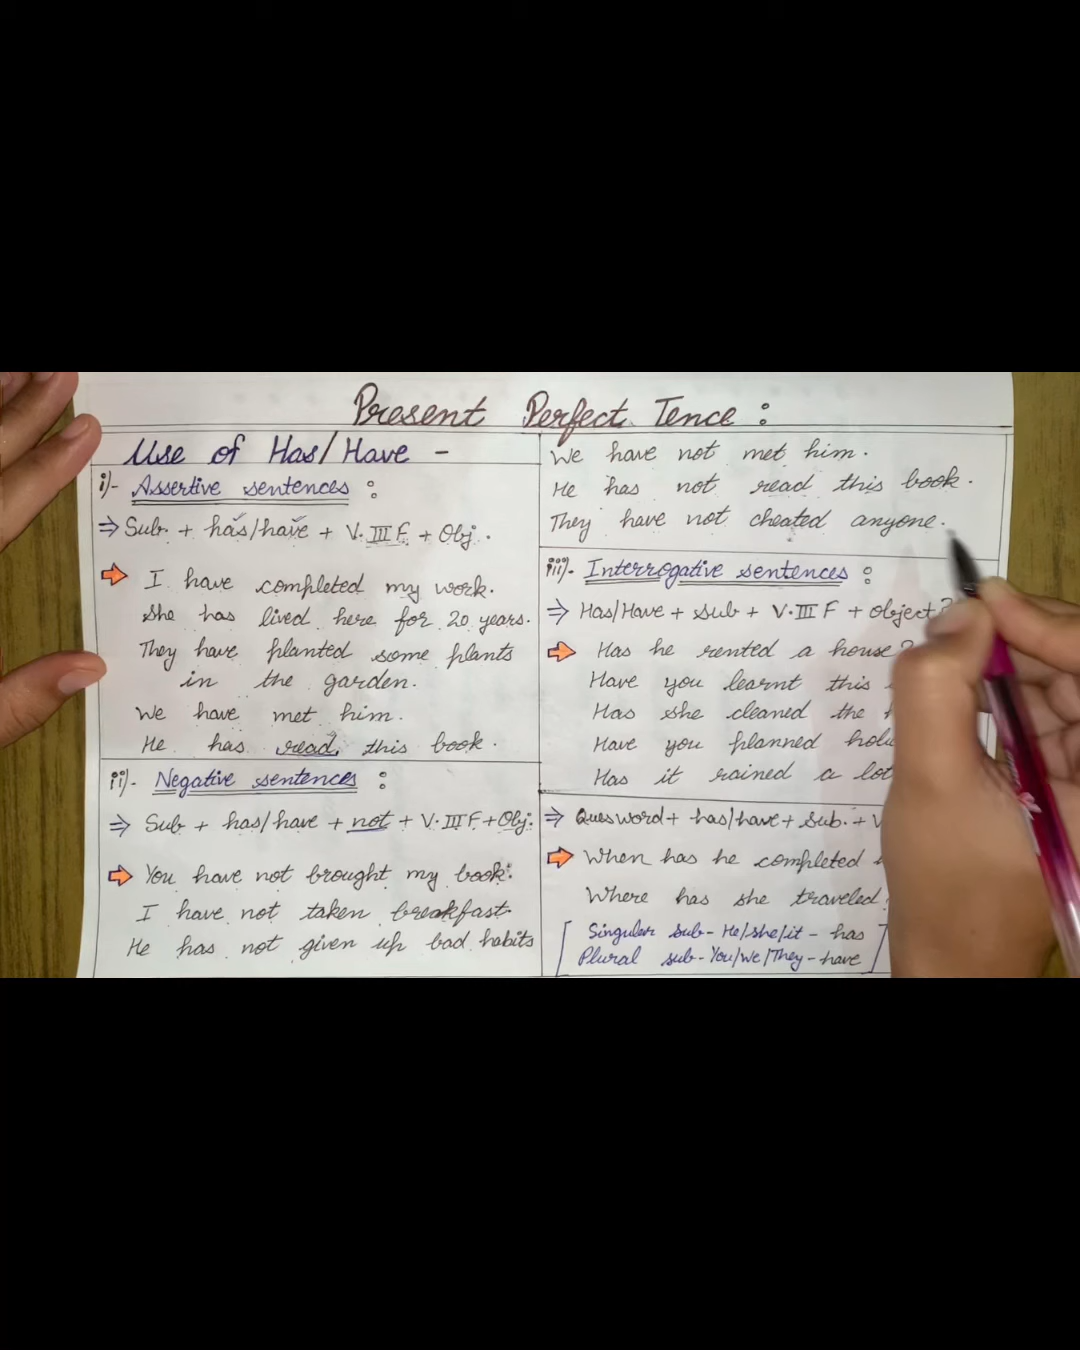 Present Perfect Tence :
Use of Has/Have -
i)- Assertive sentences :
⇒ Sub. + has/have + V.III F. + Obj.
I have completed my work.
She has lived here for 20 years.
They have planted some plants
in the garden.
We have met him.
He has read this book.
ii)- Negative sentences :
⇒ Sub + has/have + not + V.III F. + Obj.
You have not brought my book.
I have not taken breakfast.
He has not given up bad habits
We have not met him.
He has not read this book.
They have not cheated anyone.
iii)- Interrogative sentences :
⇒ Has/Have + sub + V.III F + object?
Has he rented a house?
Have you learnt this
Has she cleaned the
Have you planned
Has it rained a lot
⇒ Ques word + has/have + sub. + V
When has he completed
Where has she traveled
[ Singular sub - He/she/it - has ]
[ Plural sub - You/We/They - have ]